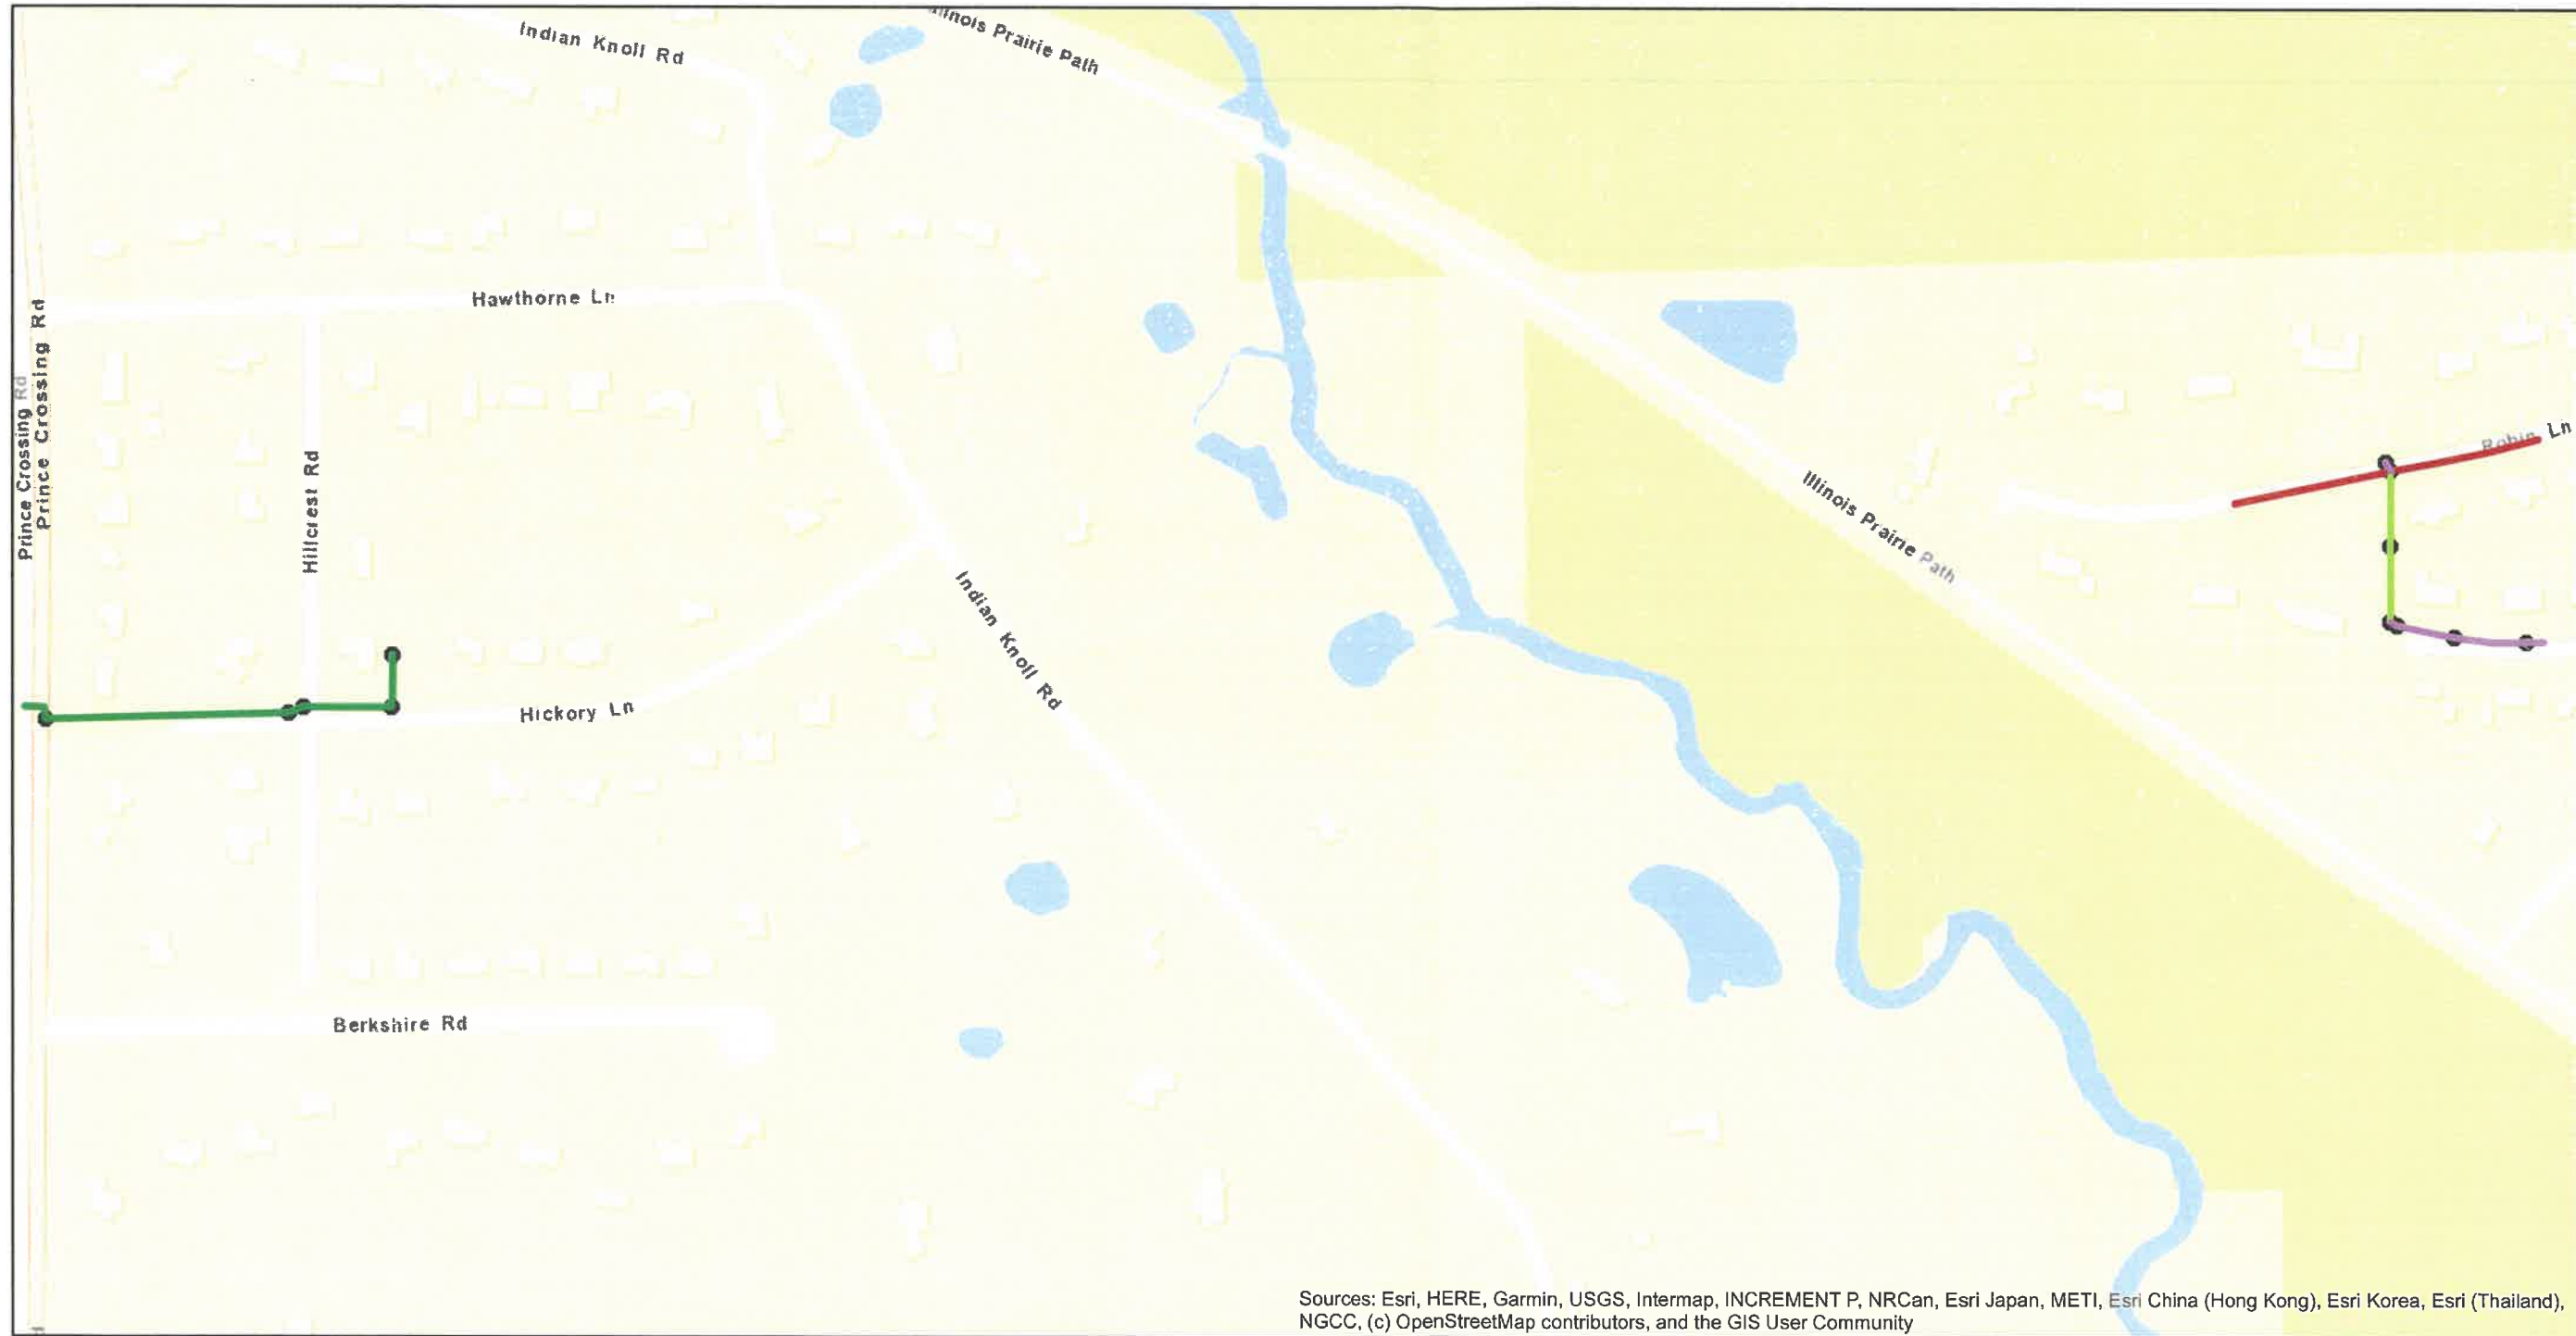 Indian Knoll Rd
Illinois Prairie Path
Hawthorne Ln
Prince Crossing Rd
Prince Crossing Rd
Hillcrest Rd
Robin Ln
Illinois Prairie Path
Indian Knoll Rd
Hickory Ln
Berkshire Rd
Sources: Esri, HERE, Garmin, USGS, Intermap, INCREMENT P, NRCan, Esri Japan, METI, Esri China (Hong Kong), Esri Korea, Esri (Thailand),
NGCC, (c) OpenStreetMap contributors, and the GIS User Community